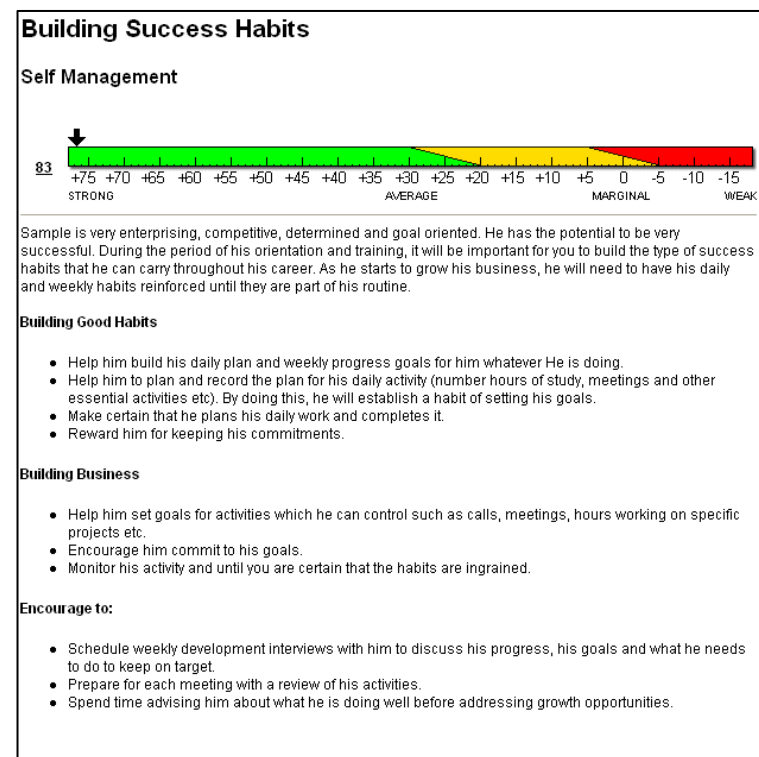 Building Success Habits
Self Management
83
+75 +70 +65 +60 +55 +50 +45 +40 +35 +30 +25 +20 +15 +10 +5 0 -5 -10 -15
STRONG AVERAGE MARGINAL WEAK
Sample is very enterprising, competitive, determined and goal oriented. He has the potential to be very
successful. During the period of his orientation and training, it will be important for you to build the type of success
habits that he can carry throughout his career. As he starts to grow his business, he will need to have his daily
and weekly habits reinforced until they are part of his routine.
Building Good Habits
• Help him build his daily plan and weekly progress goals for him whatever He is doing.
• Help him to plan and record the plan for his daily activity (number hours of study, meetings and other
essential activities etc). By doing this, he will establish a habit of setting his goals.
• Make certain that he plans his daily work and completes it.
• Reward him for keeping his commitments.
Building Business
• Help him set goals for activities which he can control such as calls, meetings, hours working on specific
projects etc.
• Encourage him commit to his goals.
• Monitor his activity and until you are certain that the habits are ingrained.
Encourage to:
• Schedule weekly development interviews with him to discuss his progress, his goals and what he needs
to do to keep on target.
• Prepare for each meeting with a review of his activities.
• Spend time advising him about what he is doing well before addressing growth opportunities.